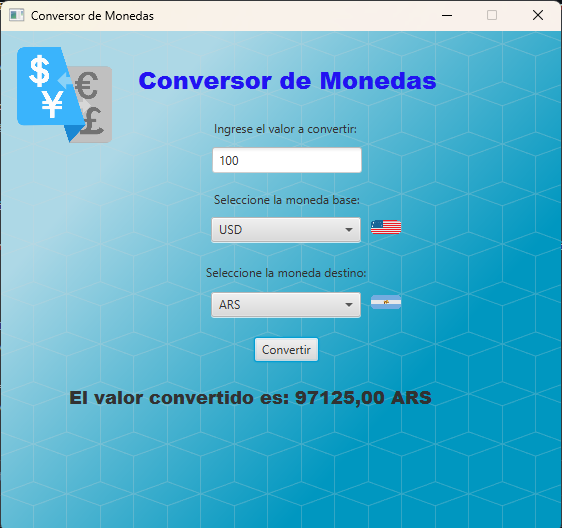 Conversor de Monedas
$ €
¥ £
Conversor de Monedas
Ingrese el valor a convertir:
100
Seleccione la moneda base:
USD
Seleccione la moneda destino:
ARS
Convertir
El valor convertido es: 97125,00 ARS